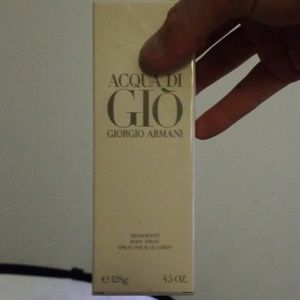 ACQUA DI
GIÒ
GIORGIO ARMANI
DEODORANT
BODY SPRAY
SPRAY POUR LE CORPS
℮128g 4.5 OZ.